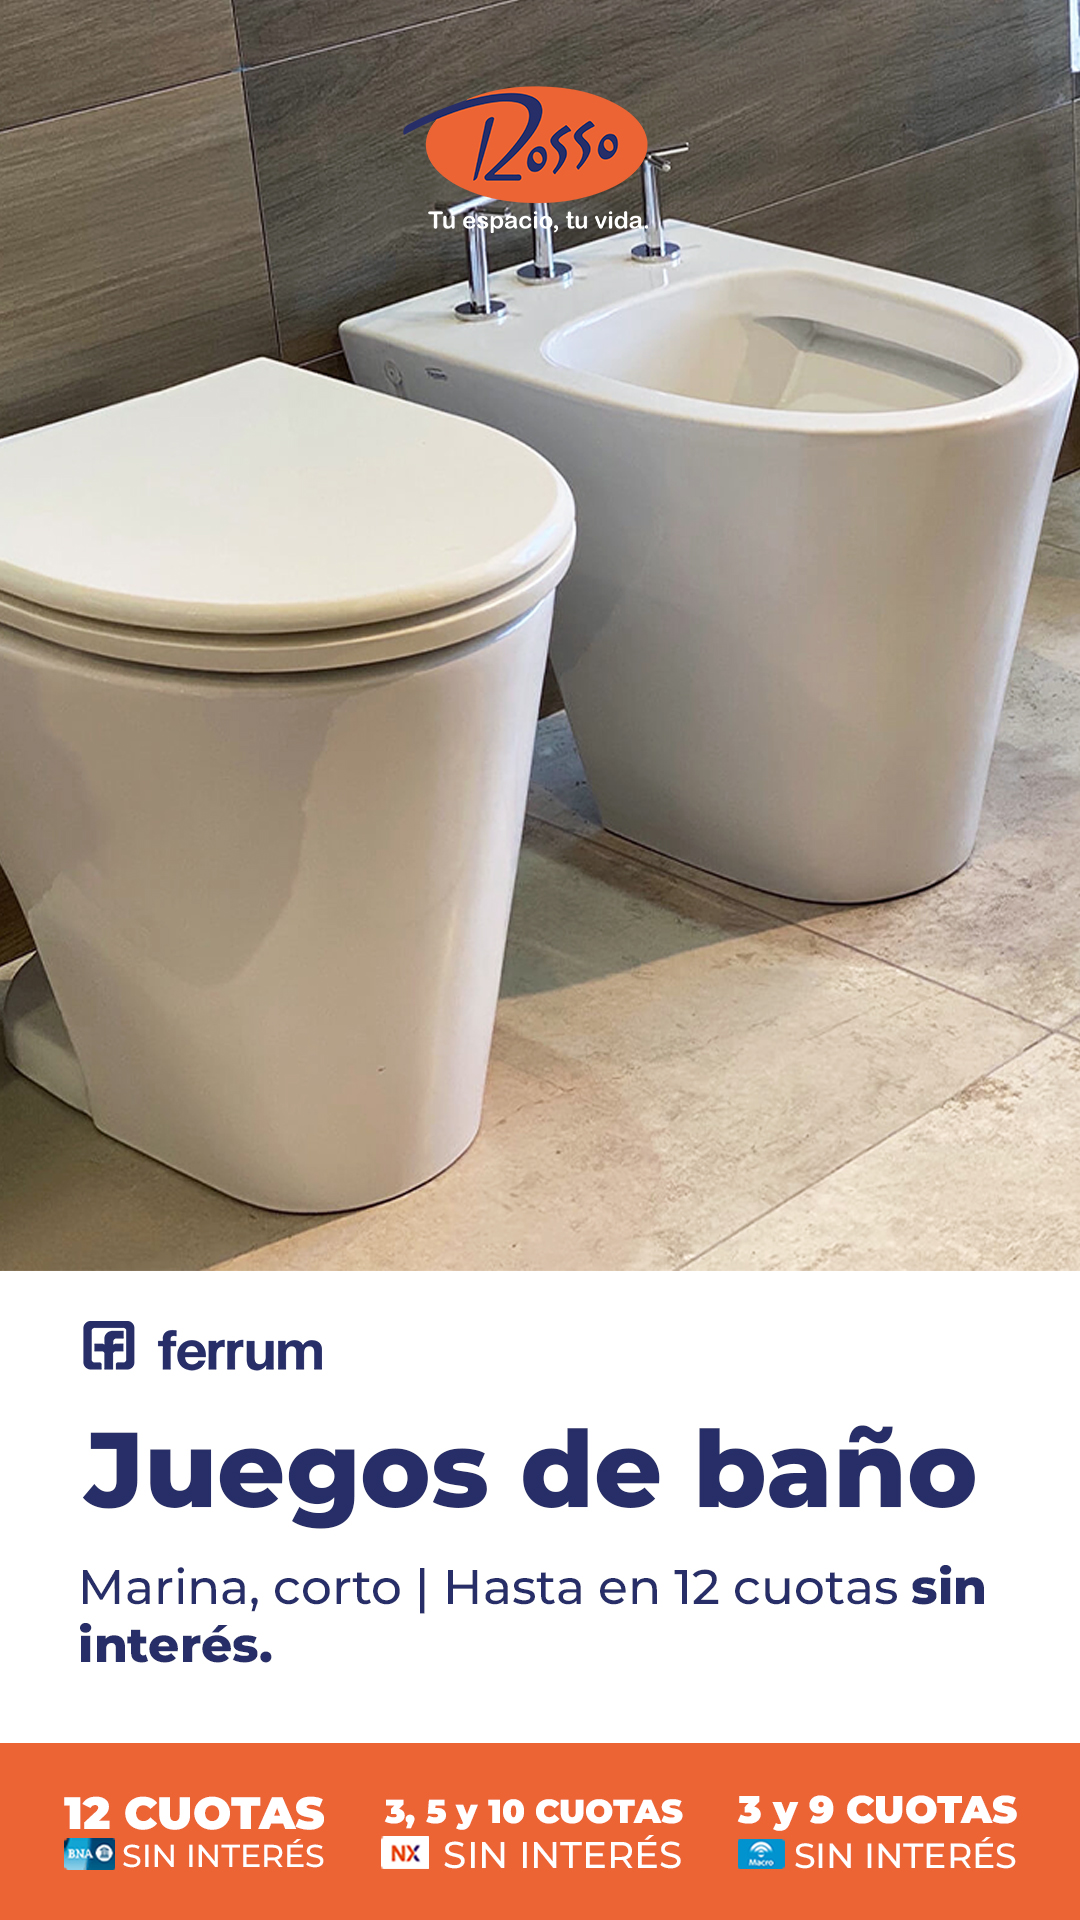 Rosso
Tu espacio, tu vida.
ferrum
Juegos de baño
Marina, corto | Hasta en 12 cuotas sin
interés.
12 CUOTAS
BNA SIN INTERÉS
3, 5 y 10 CUOTAS
NX SIN INTERÉS
3 y 9 CUOTAS
Macro SIN INTERÉS